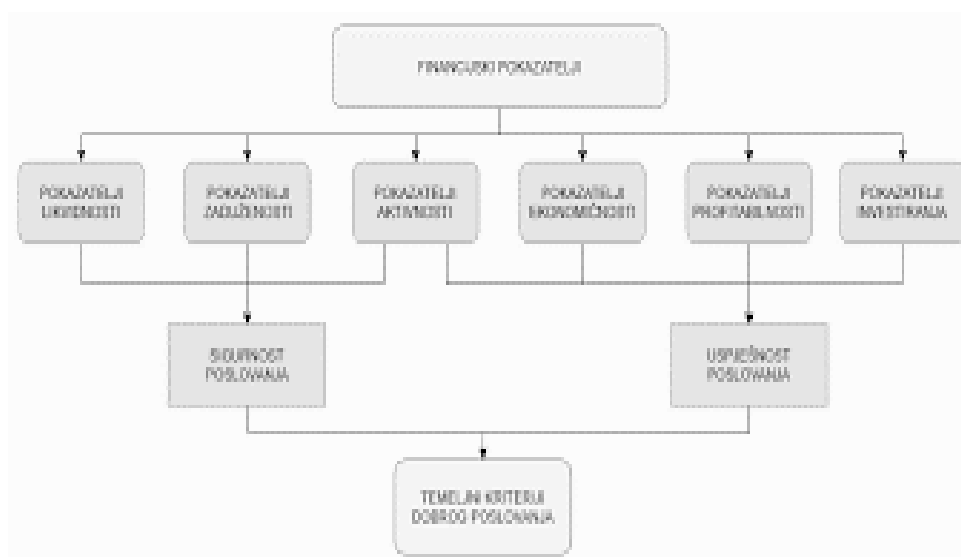 FINANCIJSKI POKAZATELJI
POKAZATELJI
LIKVIDNOSTI
POKAZATELJI
ZADUŽENOSTI
POKAZATELJI
AKTIVNOSTI
POKAZATELJI
EKONOMIČNOSTI
POKAZATELJI
PROFITABILNOSTI
POKAZATELJI
INVESTIRANJA
SIGURNOST
POSLOVANJA
USPJEŠNOST
POSLOVANJA
TEMELJNI KRITERIJI
DOBROG POSLOVANJA